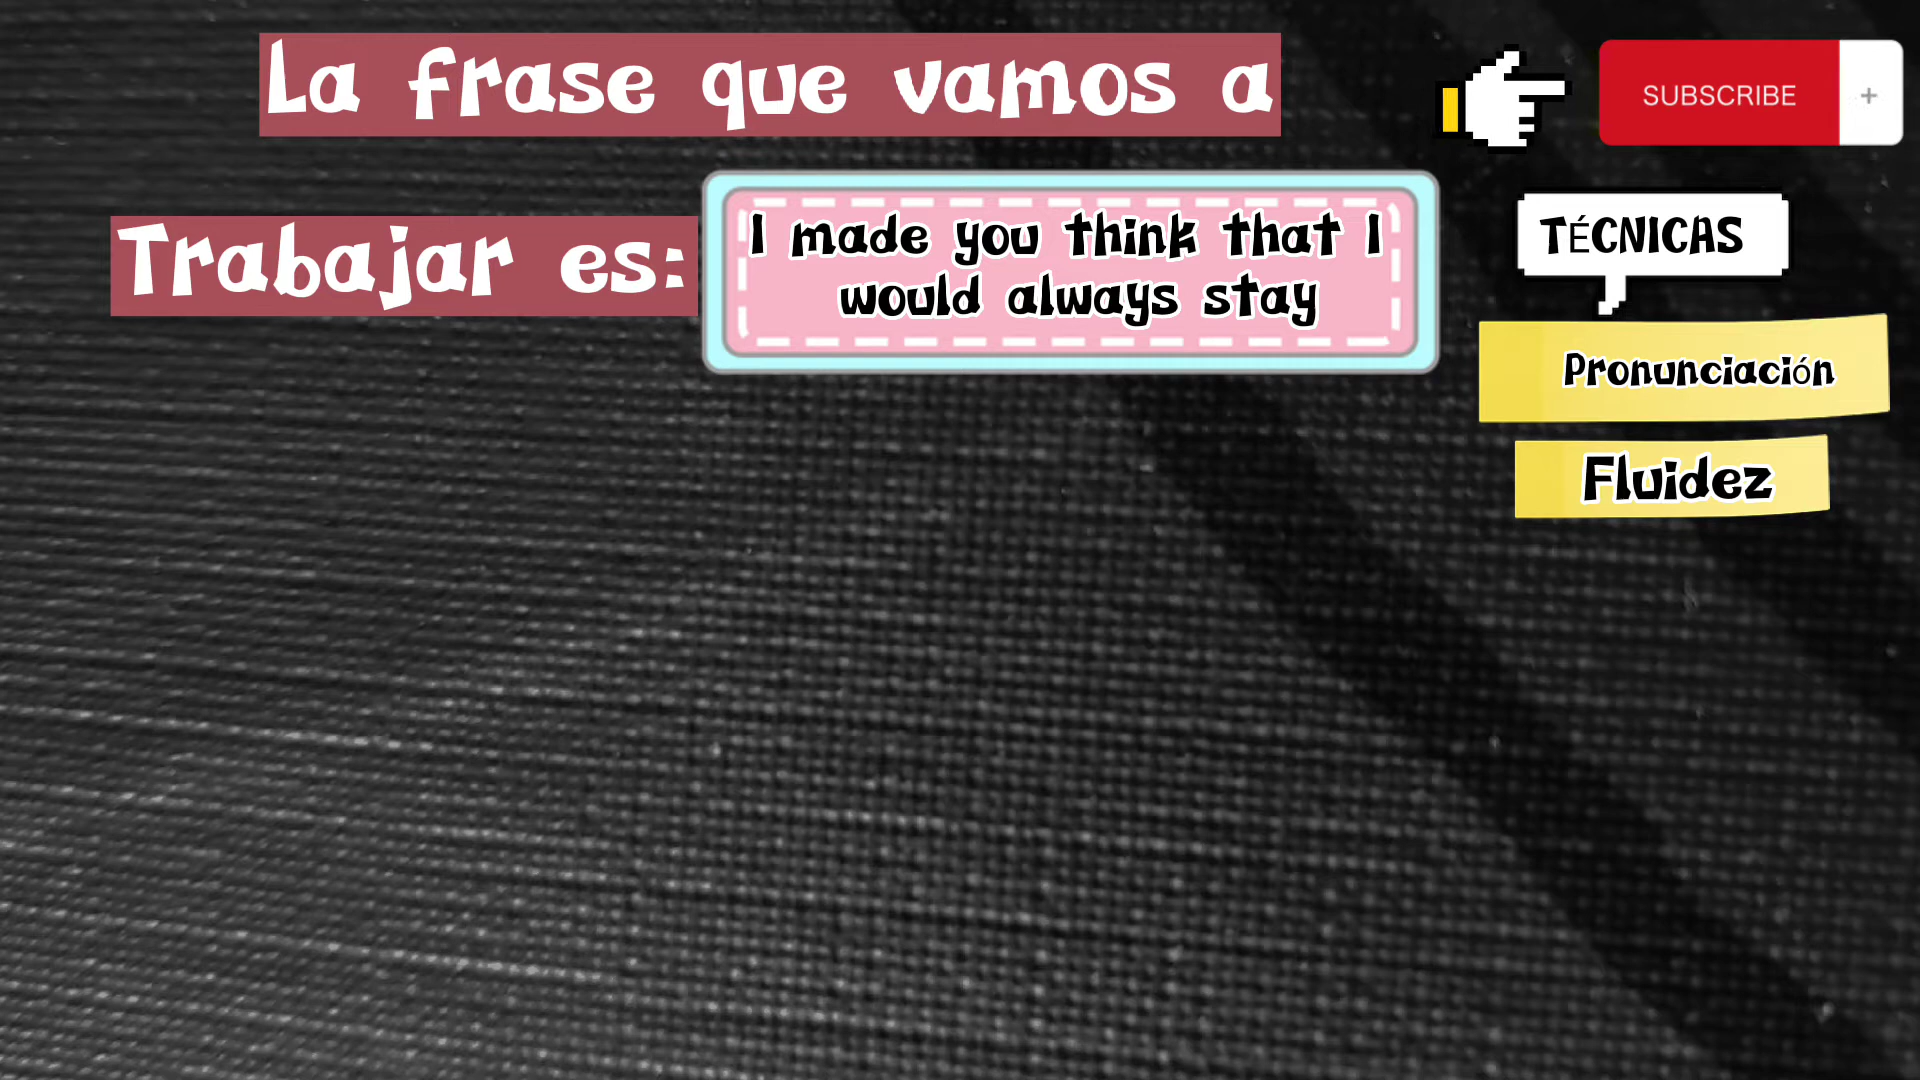 La frase que vamos a
SUBSCRIBE +
Trabajar es:
I made you think that I
would always stay
TÉCNICAS
Pronunciación
Fluidez